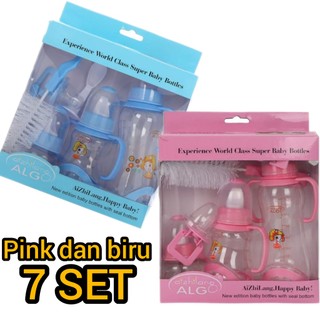 Experience World Class Super Baby Bottles
ALG
AiZhiLang, Happy Baby!
New edition baby bottles with seal bottom
Experience World Class Super Baby Bottles
ALG
AiZhiLang, Happy Baby!
New edition baby bottles with seal bottom
Pink dan biru
7 SET